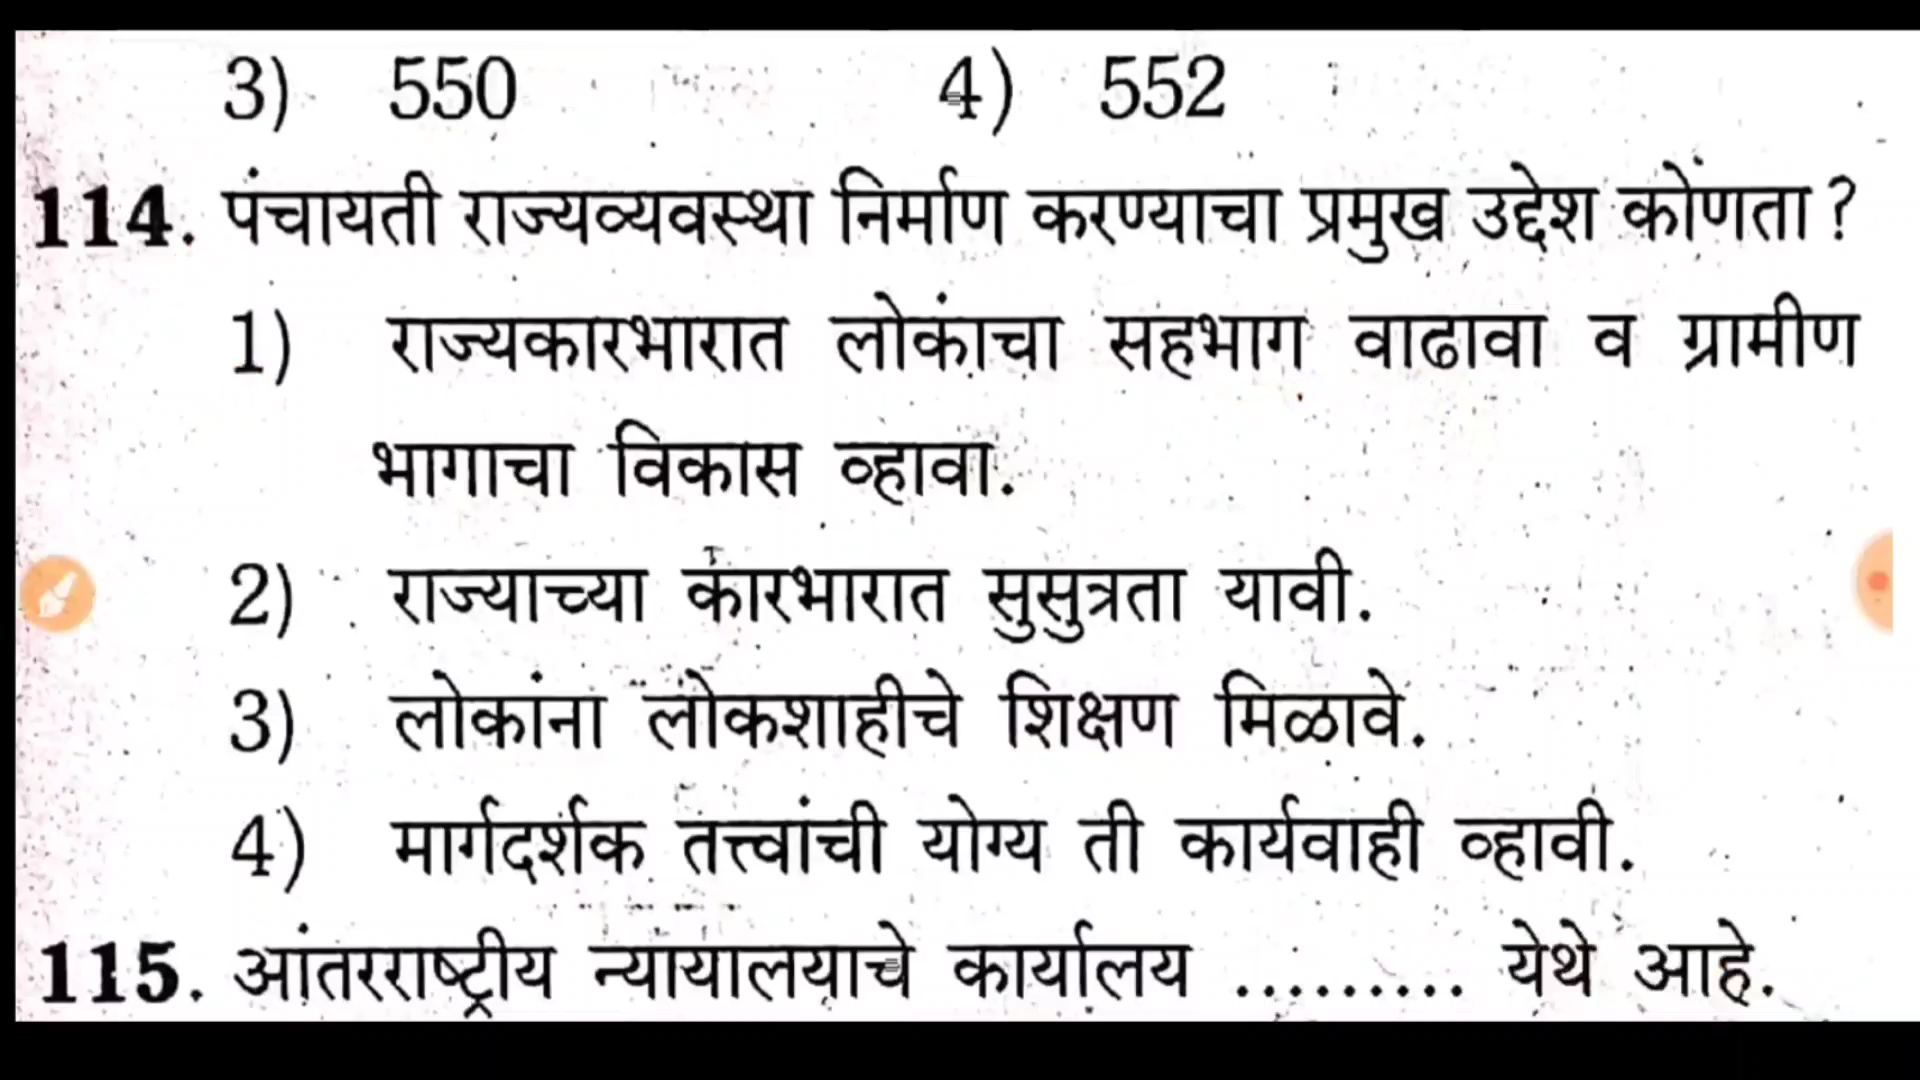 3) 550 4) 552
114. पंचायती राज्यव्यवस्था निर्माण करण्याचा प्रमुख उद्देश कोणता ?
1) राज्यकारभारात लोकांचा सहभाग वाढावा व ग्रामीण
भागाचा विकास व्हावा.
2) राज्याच्या कारभारात सुसुत्रता यावी.
3) लोकांना लोकशाहीचे शिक्षण मिळावे.
4) मार्गदर्शक तत्त्वांची योग्य ती कार्यवाही व्हावी.
115. आंतरराष्ट्रीय न्यायालयाचे कार्यालय ......... येथे आहे.